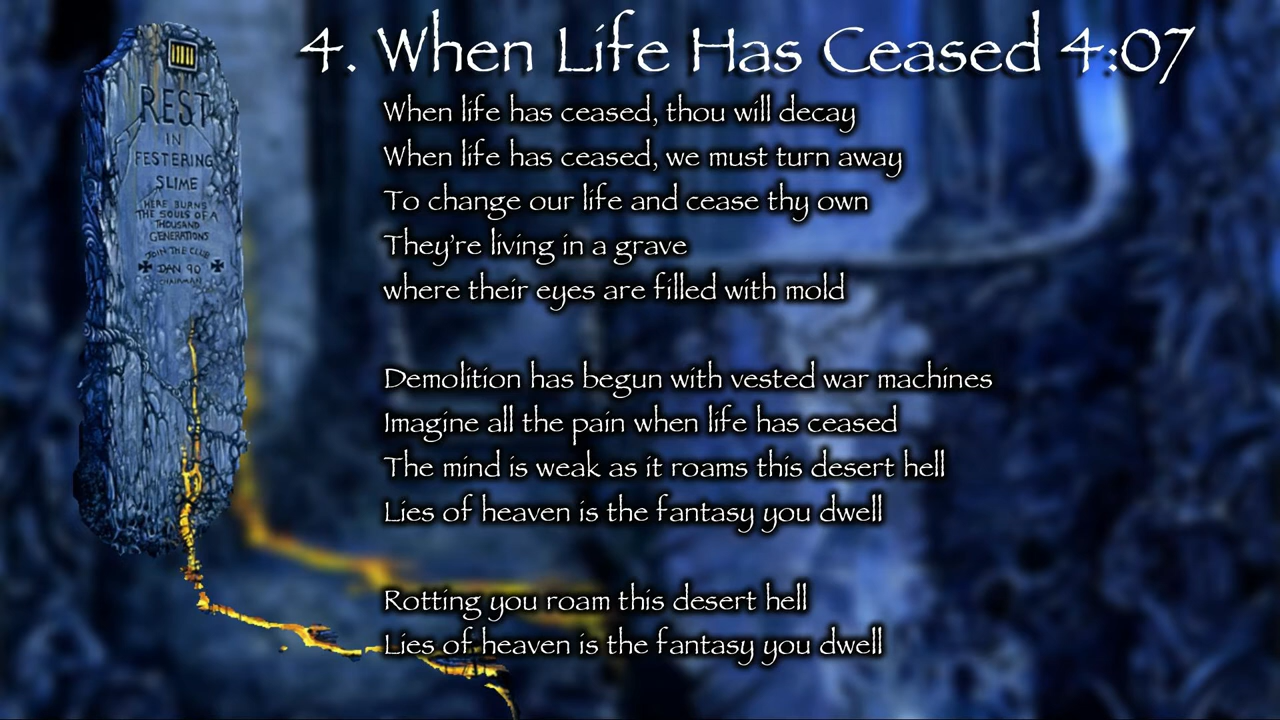 4. When Life Has Ceased 4:07
When life has ceased, thou will decay
When life has ceased, we must turn away
To change our life and cease thy own
They're living in a grave
where their eyes are filled with mold
Demolition has begun with vested war machines
Imagine all the pain when life has ceased
The mind is weak as it roams this desert hell
Lies of heaven is the fantasy you dwell
Rotting you roam this desert hell
Lies of heaven is the fantasy you dwell
REST
IN
FESTERING
SLIME
HERE BURNS
THE SOULS OF A
THOUSAND
GENERATIONS
JOIN THE CLUB
DAN 90
CHAIRMAN